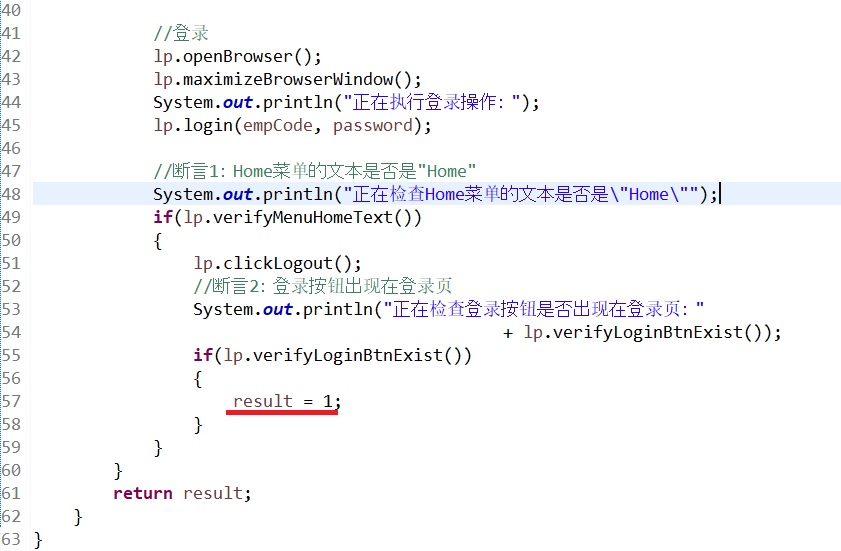 40
41 //登录
42 lp.openBrowser();
43 lp.maximizeBrowserWindow();
44 System.out.println("正在执行登录操作: ");
45 lp.login(empCode, password);
46
47 //断言1: Home菜单的文本是否是"Home"
48 System.out.println("正在检查Home菜单的文本是否是\"Home\"");
49 if(lp.verifyMenuHomeText())
50 {
51 lp.clickLogout();
52 //断言2: 登录按钮出现在登录页
53 System.out.println("正在检查登录按钮是否出现在登录页: "
54 + lp.verifyLoginBtnExist());
55 if(lp.verifyLoginBtnExist())
56 {
57 result = 1;
58 }
59 }
60 }
61 return result;
62 }
63 }